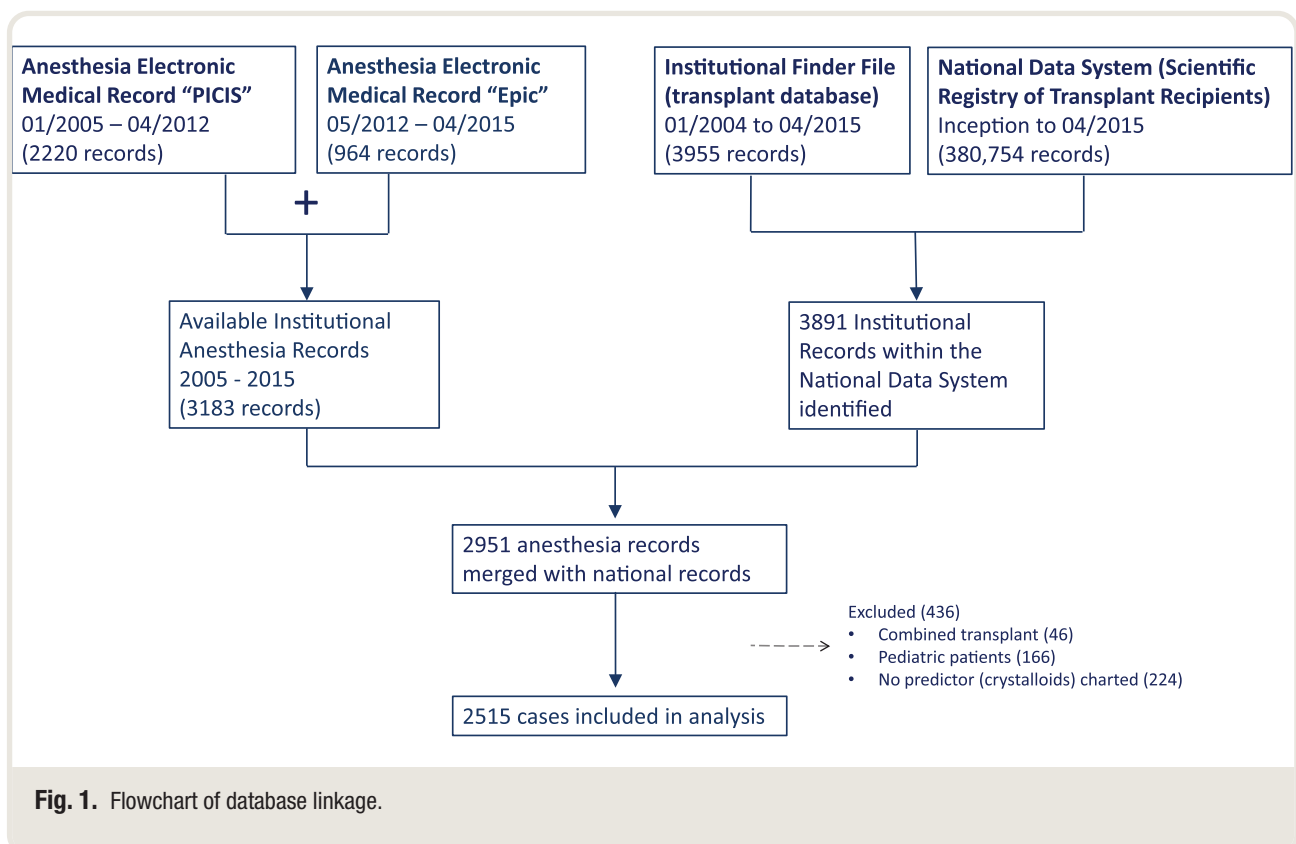 Anesthesia Electronic
Medical Record “PICIS”
01/2005 – 04/2012
(2220 records)
Anesthesia Electronic
Medical Record “Epic”
05/2012 – 04/2015
(964 records)
Institutional Finder File
(transplant database)
01/2004 to 04/2015
(3955 records)
National Data System (Scientific
Registry of Transplant Recipients)
Inception to 04/2015
(380,754 records)
+
Available Institutional
Anesthesia Records
2005 - 2015
(3183 records)
3891 Institutional
Records within the
National Data System
identified
2951 anesthesia records
merged with national records
Excluded (436)
• Combined transplant (46)
• Pediatric patients (166)
• No predictor (crystalloids) charted (224)
2515 cases included in analysis
Fig. 1. Flowchart of database linkage.